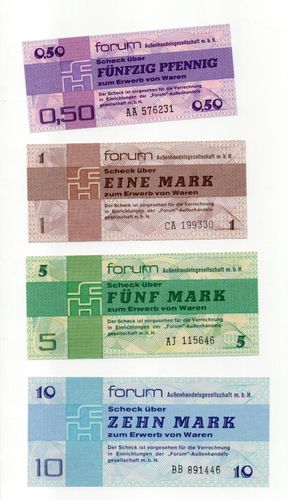 0,50 forum Außenhandelsgesellschaft m. b. H.
Scheck über
FÜNFZIG PFENNIG
zum Erwerb von Waren
Der Scheck ist vorgesehen für die Verrechnung
in Einrichtungen der „Forum"-Außenhandels-
gesellschaft m. b. H.
0,50 AA 576231 0,50
1 forum Außenhandelsgesellschaft m. b. H.
Scheck über
EINE MARK
zum Erwerb von Waren
Der Scheck ist vorgesehen für die Verrechnung
in Einrichtungen der „Forum"-Außenhandels-
gesellschaft m. b. H.
1 CA 199330 1
5 forum Außenhandelsgesellschaft m. b. H.
Scheck über
FÜNF MARK
zum Erwerb von Waren
Der Scheck ist vorgesehen für die Verrechnung
in Einrichtungen der „Forum"-Außenhandels-
gesellschaft m. b. H.
5 AJ 115646 5
10 forum Außenhandelsgesellschaft m. b. H.
Scheck über
ZEHN MARK
zum Erwerb von Waren
Der Scheck ist vorgesehen für die Verrechnung
in Einrichtungen der „Forum"-Außenhandels-
gesellschaft m. b. H.
10 BB 891446 10